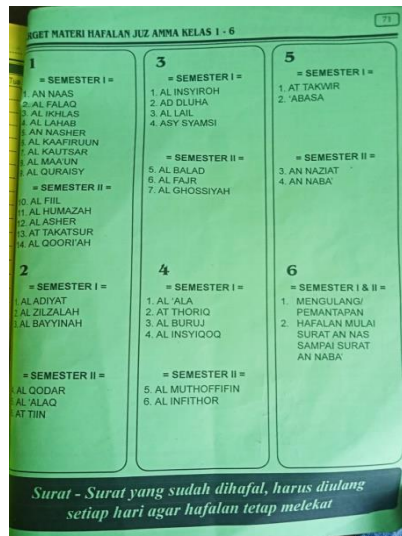 71
RGET MATERI HAFALAN JUZ AMMA KELAS 1 - 6
1
= SEMESTER I =
1. AN NAAS
2. AL FALAQ
3. AL IKHLAS
4. AL LAHAB
5. AN NASHER
6. AL KAAFIRUUN
7. AL KAUTSAR
8. AL MAA'UN
9. AL QURAISY
= SEMESTER II =
10. AL FIIL
11. AL HUMAZAH
12. AL ASHER
13. AT TAKATSUR
14. AL QOORI'AH
3
= SEMESTER I =
1. AL INSYIROH
2. AD DLUHA
3. AL LAIL
4. ASY SYAMSI
= SEMESTER II =
5. AL BALAD
6. AL FAJR
7. AL GHOSSIYAH
5
= SEMESTER I =
1. AT TAKWIR
2. 'ABASA
= SEMESTER II =
3. AN NAZIAT
4. AN NABA'
2
= SEMESTER I =
1. AL ADIYAT
2. AL ZILZALAH
3. AL BAYYINAH
= SEMESTER II =
AL QODAR
AL 'ALAQ
AT TIIN
4
= SEMESTER I =
1. AL 'ALA
2. AT THORIQ
3. AL BURUJ
4. AL INSYIQOQ
= SEMESTER II =
5. AL MUTHOFFIFIN
6. AL INFITHOR
6
= SEMESTER I & II =
1. MENGULANG/
PEMANTAPAN
2. HAFALAN MULAI
SURAT AN NAS
SAMPAI SURAT
AN NABA'
Surat - Surat yang sudah dihafal, harus diulang
setiap hari agar hafalan tetap melekat